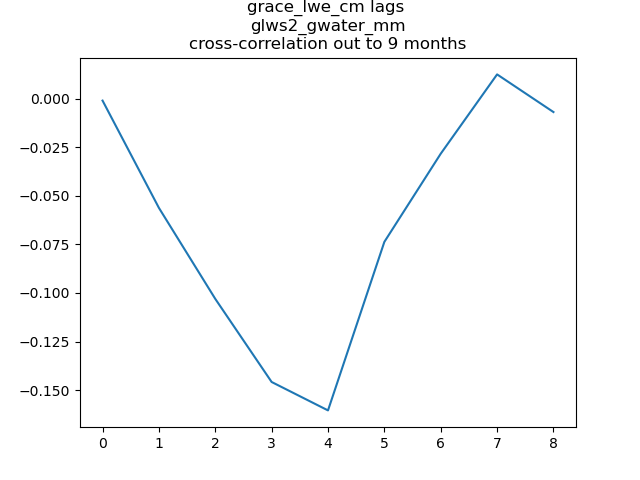 grace_lwe_cm lags
glws2_gwater_mm
cross-correlation out to 9 months
0.000
−0.025
−0.050
−0.075
−0.100
−0.125
−0.150
0 1 2 3 4 5 6 7 8